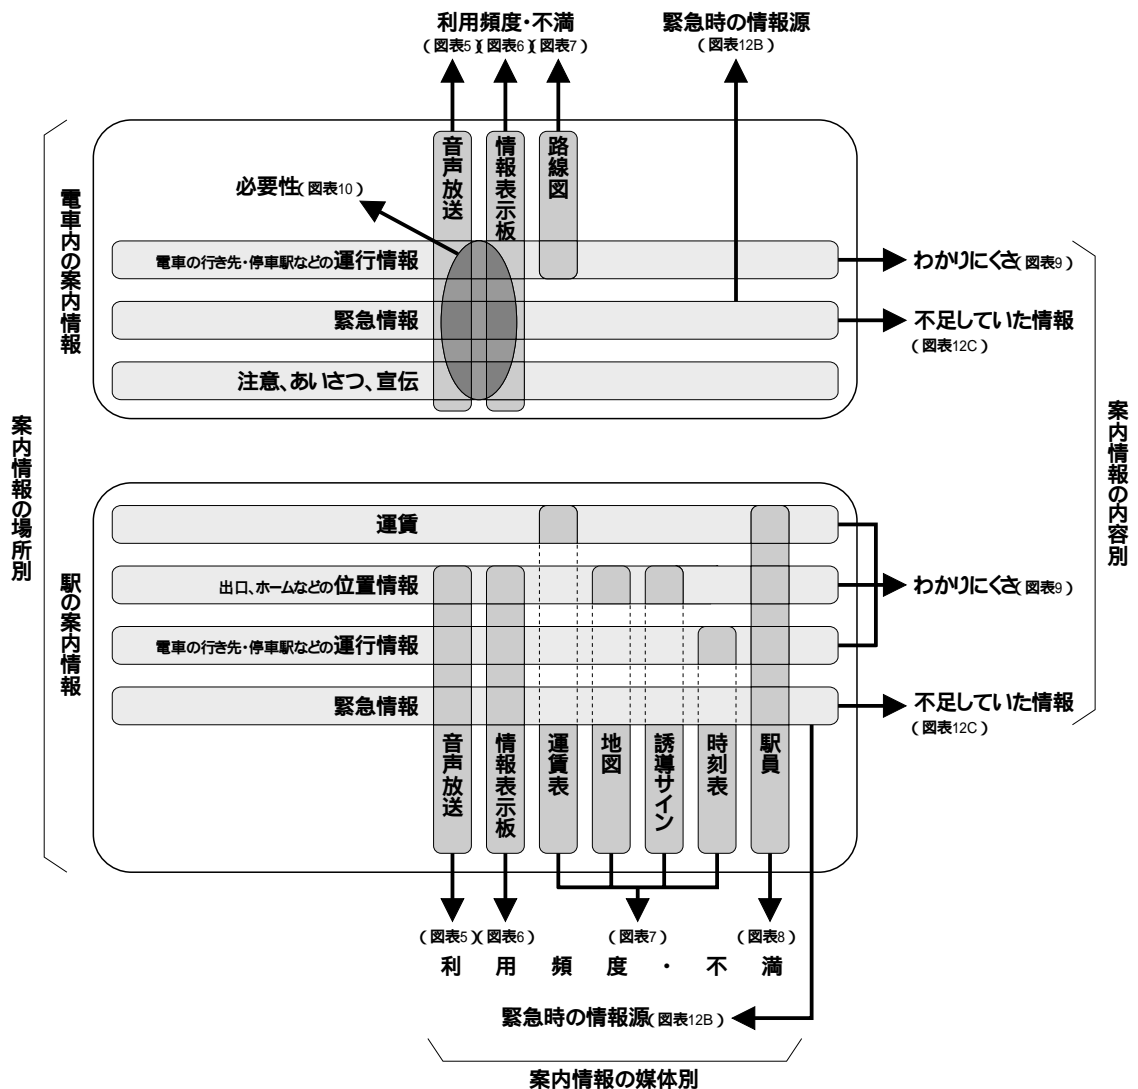 利用頻度・不満
(図表5)(図表6)(図表7)
緊急時の情報源
(図表12B)
音声放送
情報表示板
路線図
必要性(図表10)
電車内の案内情報
電車の行き先・停車駅などの運行情報
わかりにくさ(図表9)
緊急情報
不足していた情報
(図表12C)
注意、あいさつ、宣伝
案内情報の場所別
案内情報の内容別
駅の案内情報
運賃
出口、ホームなどの位置情報
わかりにくさ(図表9)
電車の行き先・停車駅などの運行情報
緊急情報
不足していた情報
(図表12C)
音声放送
情報表示板
運賃表
地図
誘導サイン
時刻表
駅員
(図表5)(図表6)
(図表7)
(図表8)
利用頻度・不満
緊急時の情報源(図表12B)
案内情報の媒体別